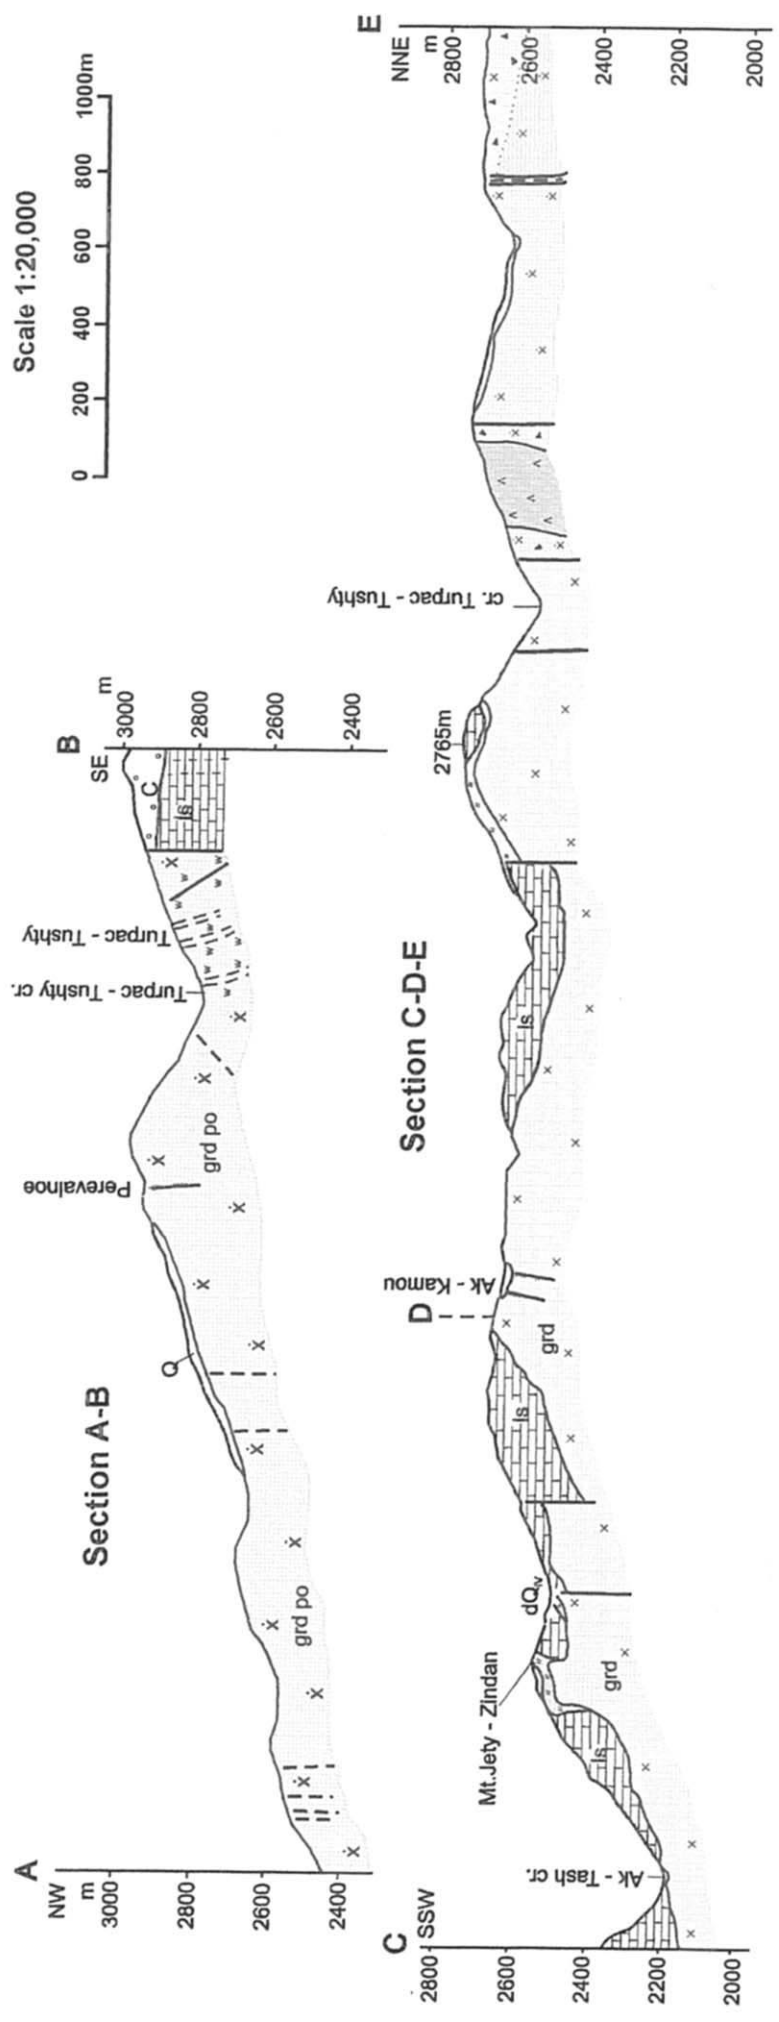 Scale 1:20,000
0 200 400 600 800 1000m
Section A-B
A
NW
m
3000
2800
2600
2400
grd po
Q
Perevalnoe
grd po
Turpac - Tushty cr.
Turpac - Tushty
ls
C
B
SE
m
3000
2800
2600
2400
Section C-D-E
C
SSW
2800
2600
2400
2200
2000
Ak - Tash cr.
ls
Mt.Jety - Zindan
grd
dQIV
ls
grd
D
Ak - Kamou
ls
2765m
cr. Turpac - Tushty
E
NNE
m
2800
2600
2400
2200
2000